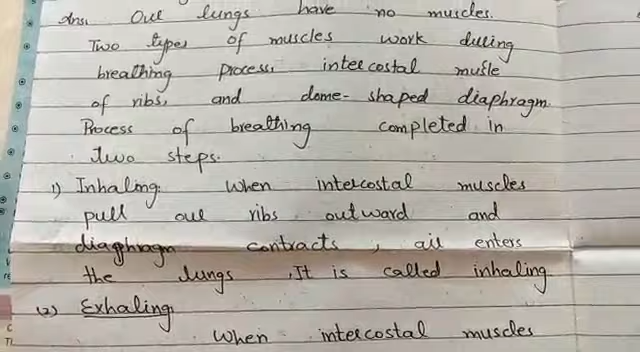 Ans. Our lungs have no muscles.
Two types of muscles work during
breathing process, intercostal musle
of ribs, and dome-shaped diaphragm.
Process of breathing completed in
two steps.
1) Inhaling: When intercostal muscles
pull our ribs outward and
diaghragm contracts, air enters
the lungs. It is called inhaling
(2) Exhaling:
When intercostal muscles